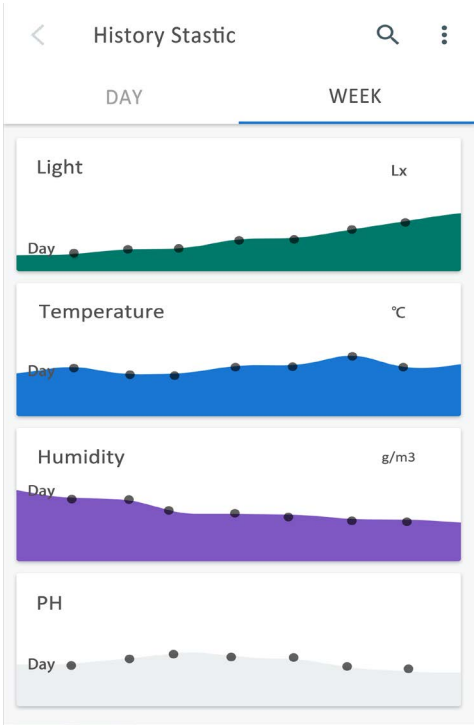 History Stastic
DAY
WEEK
Light
Lx
Day
Temperature
℃
Day
Humidity
g/m3
Day
PH
Day